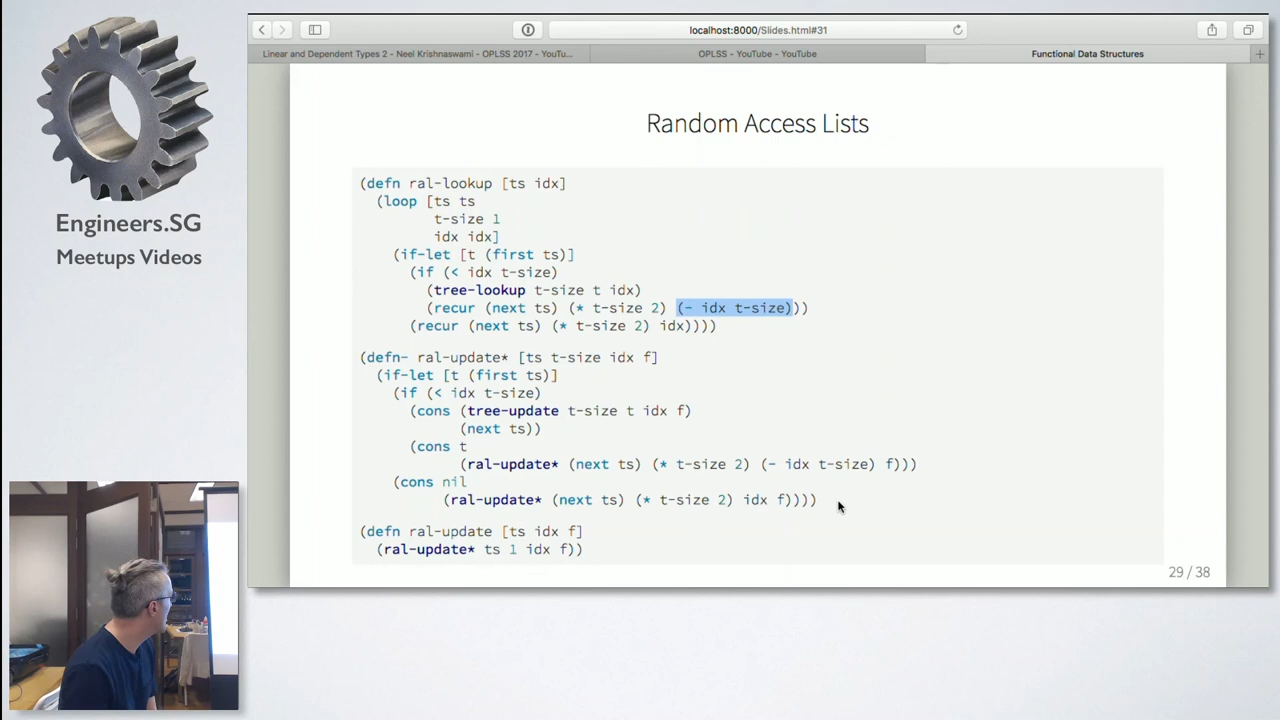 Engineers.SG
Meetups Videos
localhost:8000/Slides.html#31
Linear and Dependent Types 2 - Neel Krishnaswami - OPLSS 2017 - YouTu...
OPLSS - YouTube - YouTube
Functional Data Structures
Random Access Lists
(defn ral-lookup [ts idx]
(loop [ts ts
t-size 1
idx idx]
(if-let [t (first ts)]
(if (< idx t-size)
(tree-lookup t-size t idx)
(recur (next ts) (* t-size 2) (- idx t-size)))
(recur (next ts) (* t-size 2) idx))))
(defn- ral-update* [ts t-size idx f]
(if-let [t (first ts)]
(if (< idx t-size)
(cons (tree-update t-size t idx f)
(next ts))
(cons t
(ral-update* (next ts) (* t-size 2) (- idx t-size) f)))
(cons nil
(ral-update* (next ts) (* t-size 2) idx f))))
(defn ral-update [ts idx f]
(ral-update* ts 1 idx f))
29 / 38